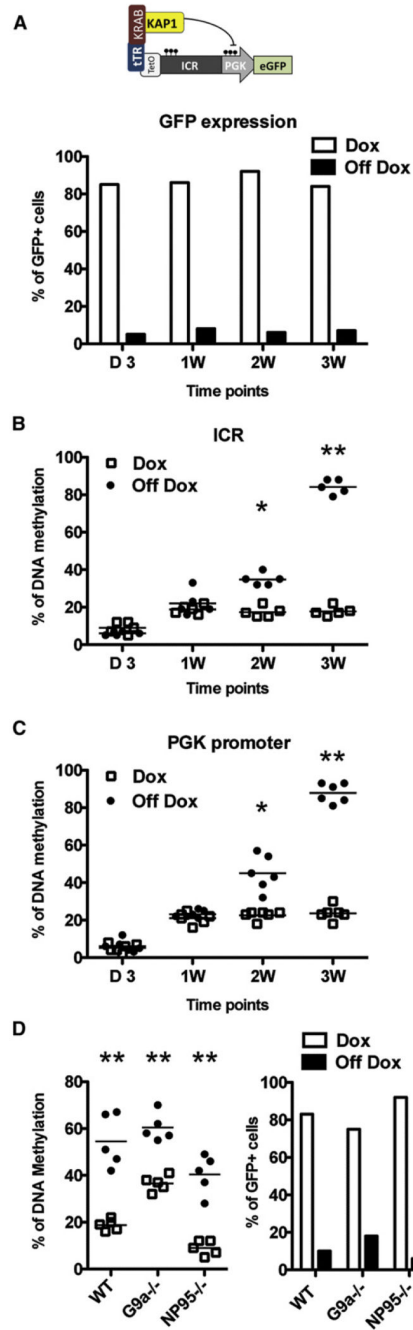 A
KRAB
KAP1
tTR
TetO
ICR
PGK
eGFP
GFP expression
Dox
Off Dox
% of GFP+ cells
100
80
60
40
20
0
D 3
1W
2W
3W
Time points
B
ICR
Dox
Off Dox
*
**
% of DNA methylation
100
80
60
40
20
0
D 3
1W
2W
3W
Time points
C
PGK promoter
Dox
Off Dox
*
**
% of DNA methylation
100
80
60
40
20
0
D 3
1W
2W
3W
Time points
D
** ** **
% of DNA Methylation
80
60
40
20
0
WT
G9a-/-
NP95-/-
Dox
Off Dox
% of GFP+ cells
100
80
60
40
20
0
WT
G9a-/-
NP95-/-